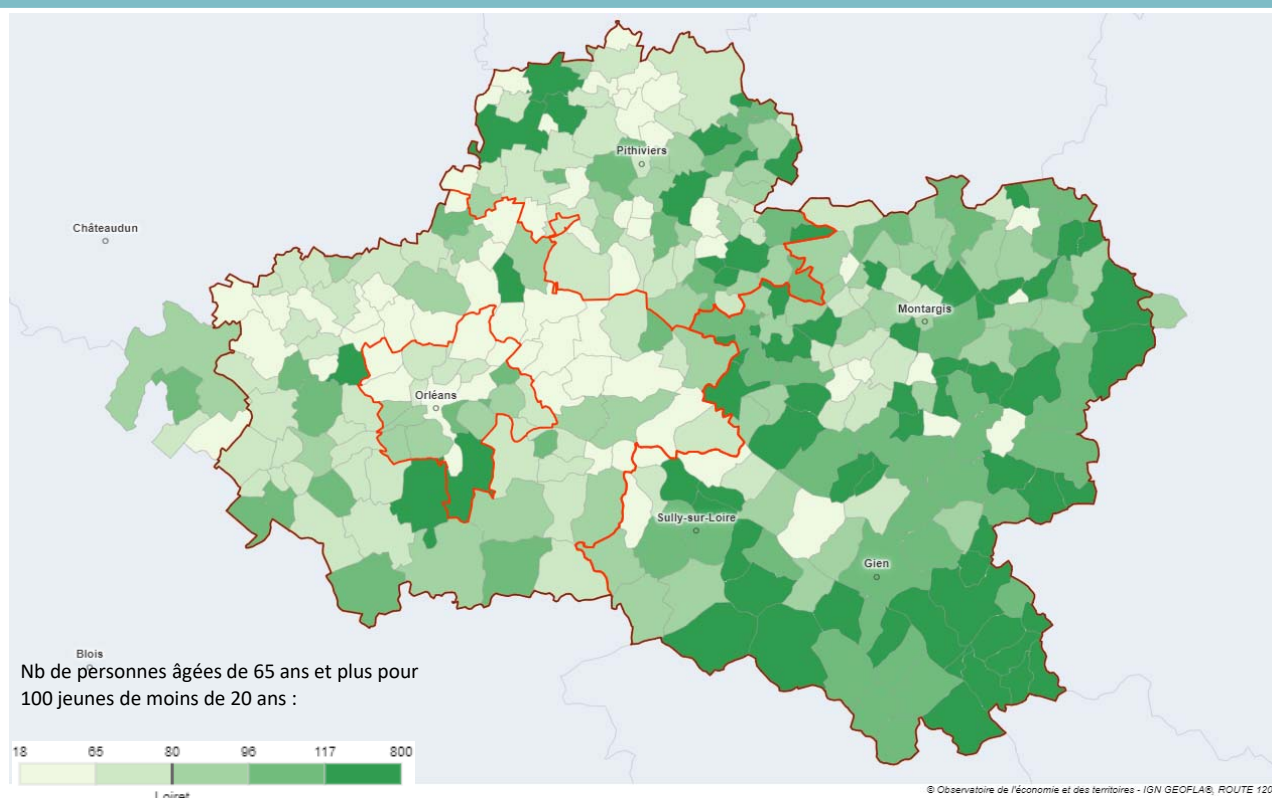 Pithiviers
Châteaudun
Montargis
Orléans
Sully-sur-Loire
Gien
Blois
Nb de personnes âgées de 65 ans et plus pour
100 jeunes de moins de 20 ans :
18 65 80 96 117 800
Loiret
© Observatoire de l'économie et des territoires - IGN GEOFLA®, ROUTE 120